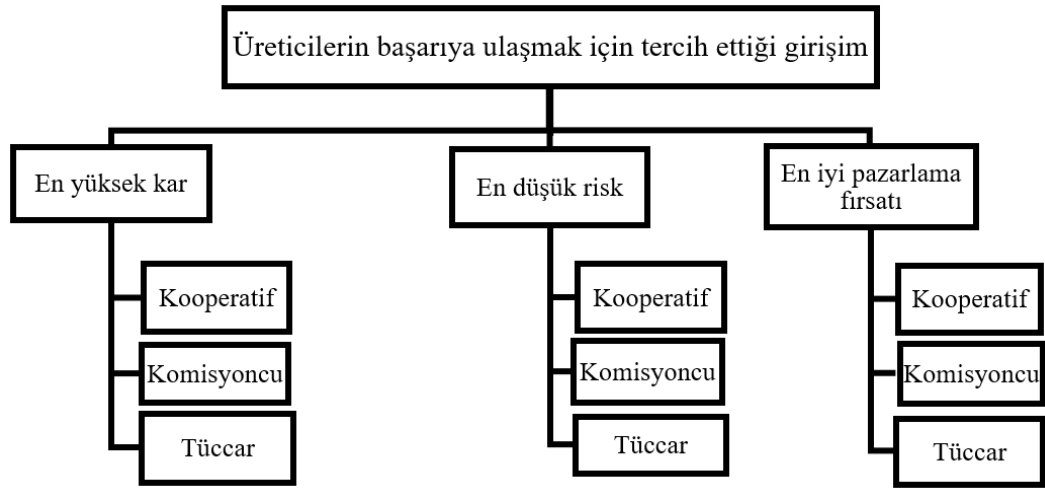 Üreticilerin başarıya ulaşmak için tercih ettiği girişim
En yüksek kar
Kooperatif
Komisyoncu
Tüccar
En düşük risk
Kooperatif
Komisyoncu
Tüccar
En iyi pazarlama
fırsatı
Kooperatif
Komisyoncu
Tüccar